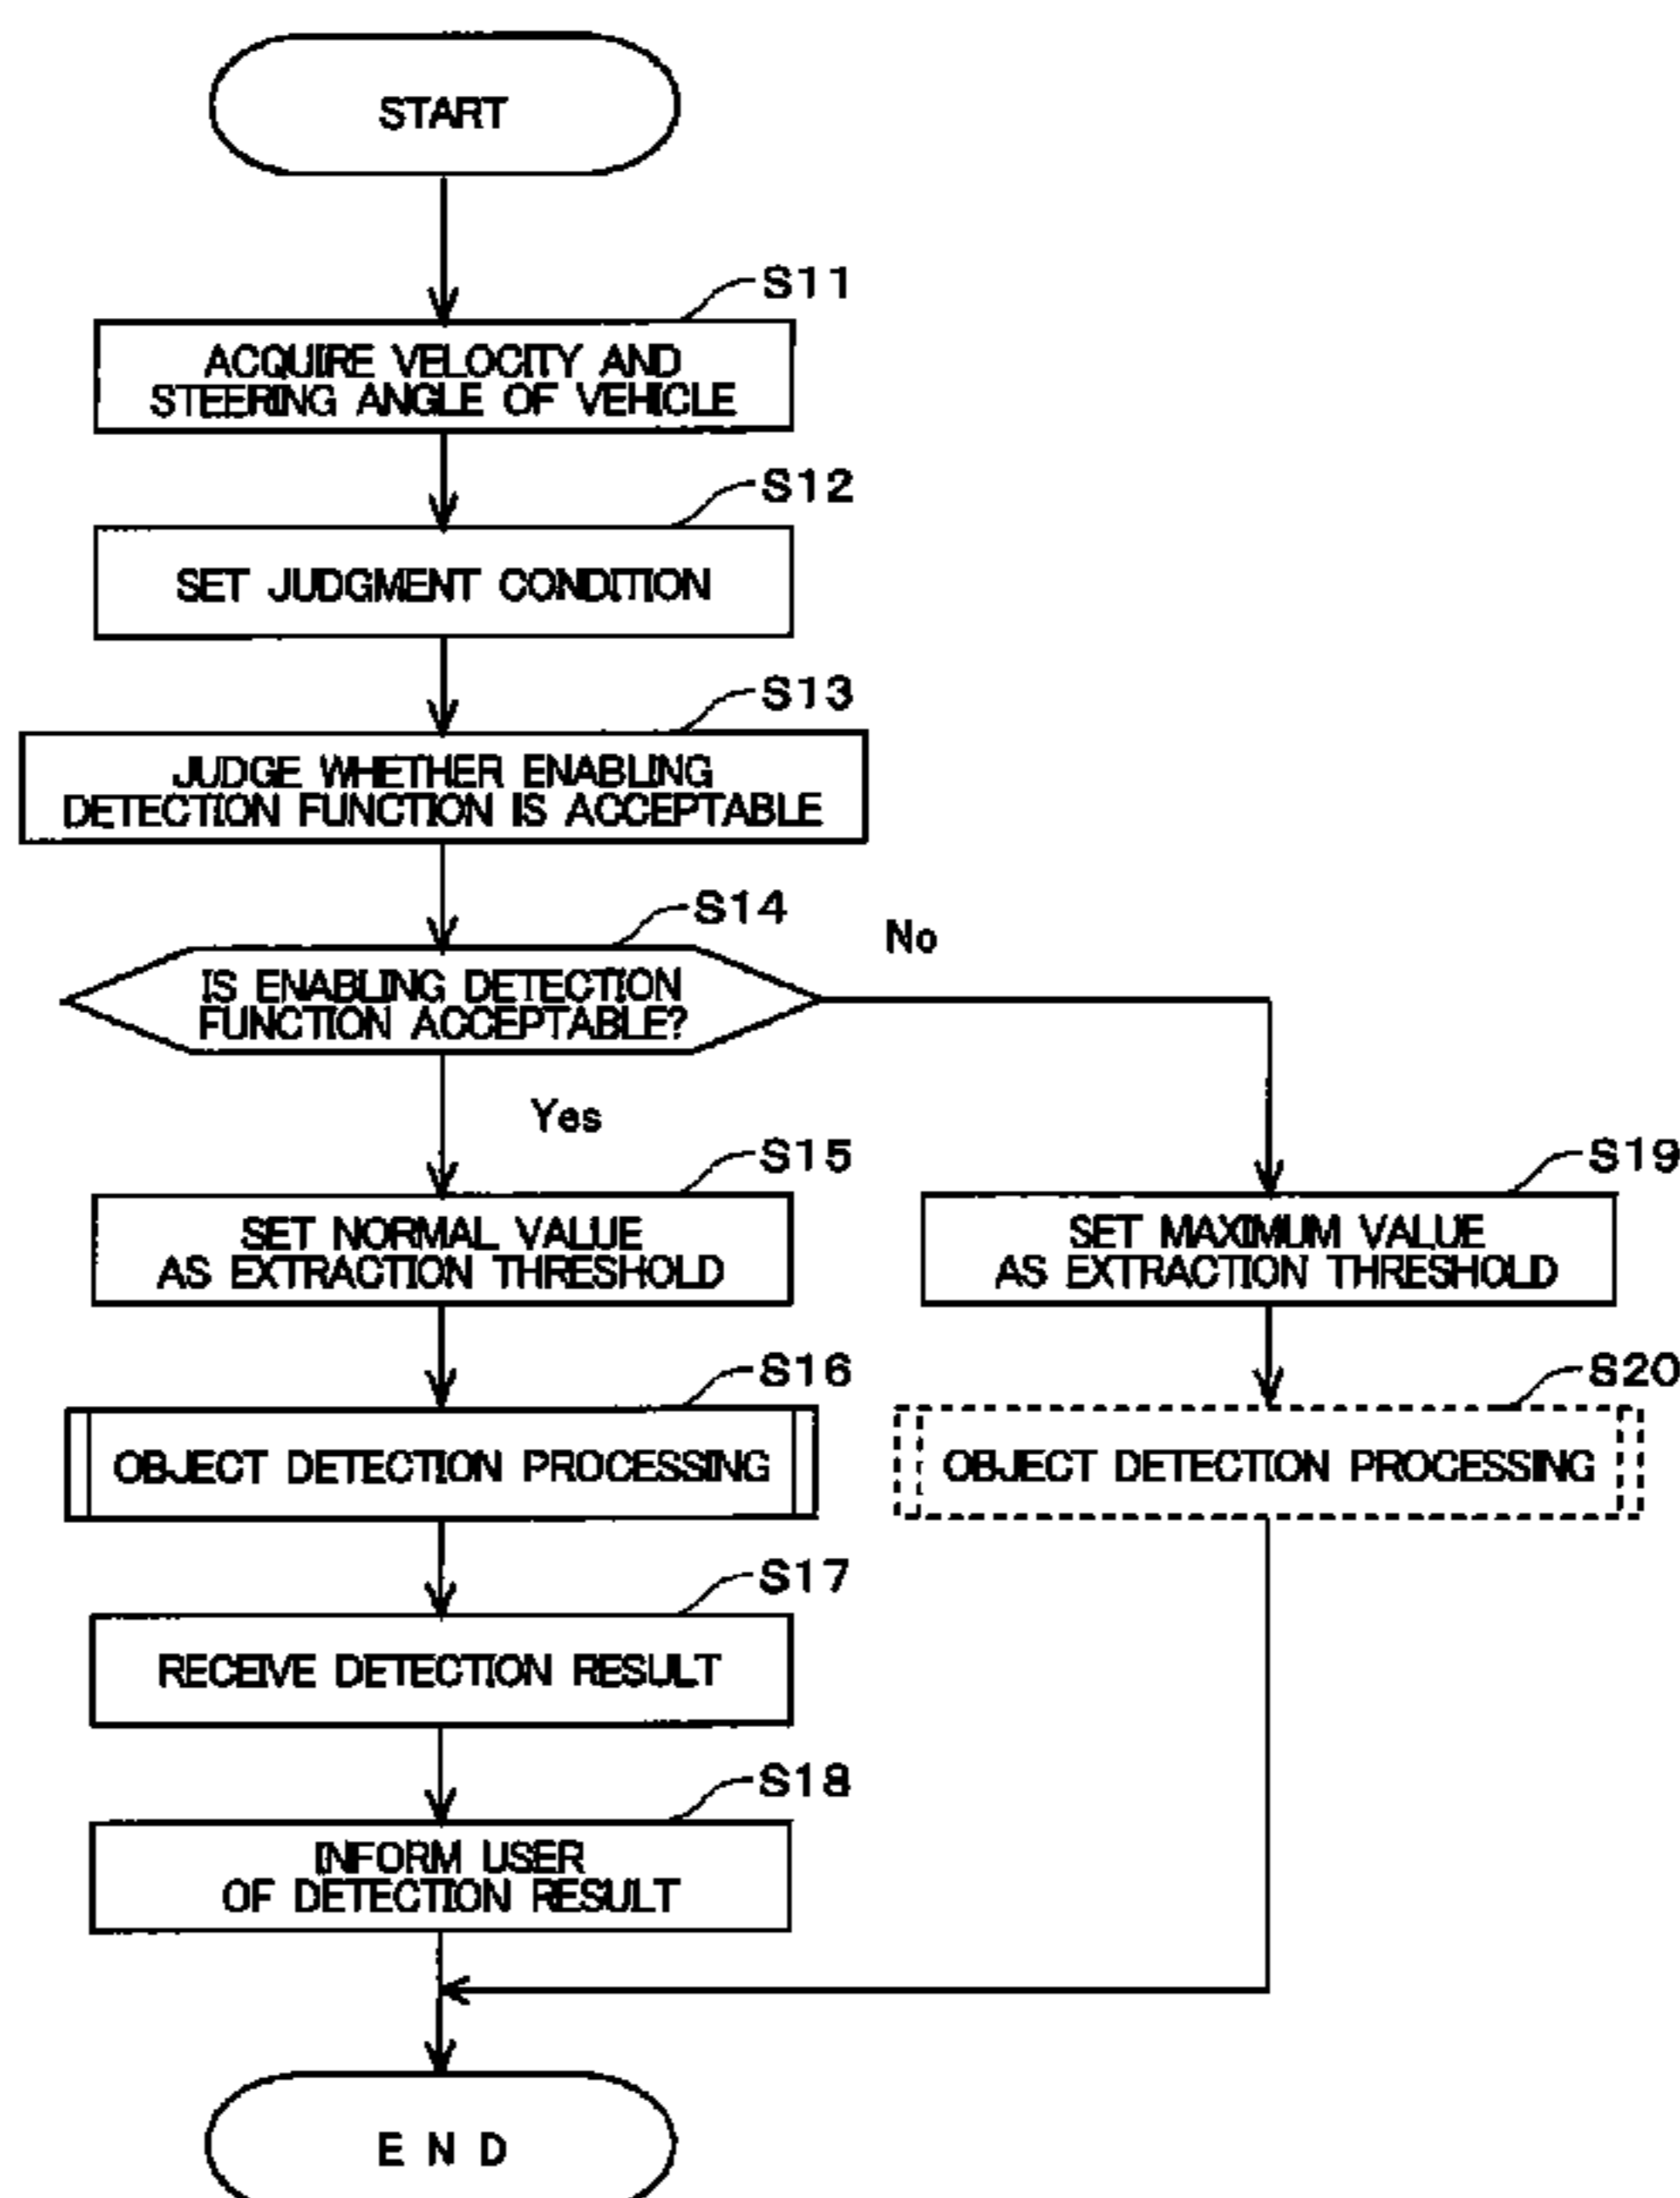 START
S11
ACQUIRE VELOCITY AND
STEERING ANGLE OF VEHICLE
S12
SET JUDGMENT CONDITION
S13
JUDGE WHETHER ENABLING
DETECTION FUNCTION IS ACCEPTABLE
S14
IS ENABLING DETECTION
FUNCTION ACCEPTABLE?
No
Yes
S15
SET NORMAL VALUE
AS EXTRACTION THRESHOLD
S19
SET MAXIMUM VALUE
AS EXTRACTION THRESHOLD
S16
OBJECT DETECTION PROCESSING
S20
OBJECT DETECTION PROCESSING
S17
RECEIVE DETECTION RESULT
S18
INFORM USER
OF DETECTION RESULT
E N D